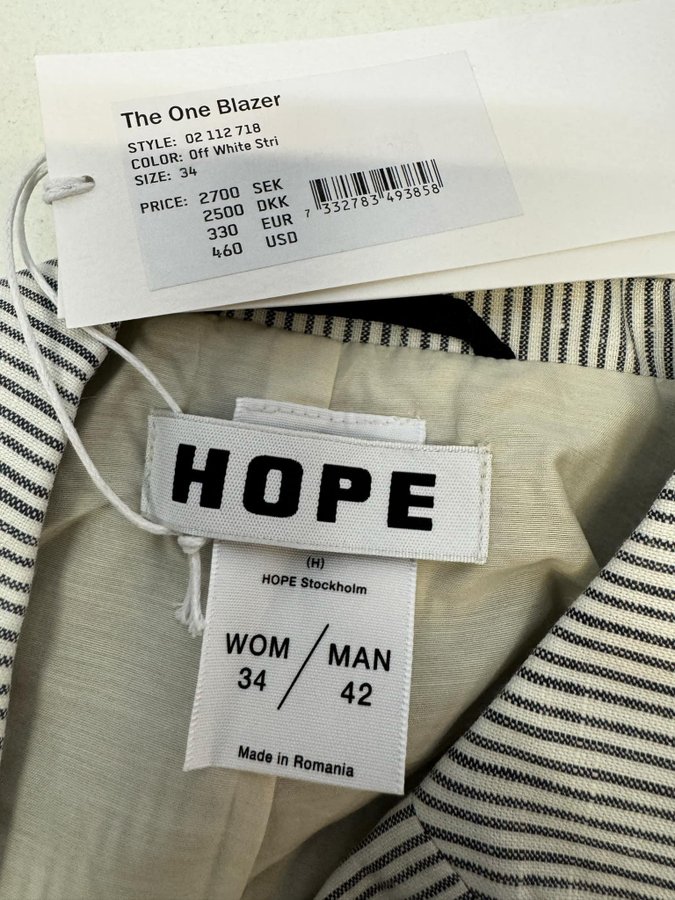 The One Blazer
STYLE: 02 112 718
COLOR: Off White Stri
SIZE: 34
PRICE: 2700 SEK
2500 DKK
330 EUR
460 USD
7 332783 493858
HOPE
(H)
HOPE Stockholm
WOM / MAN
34 42
Made in Romania